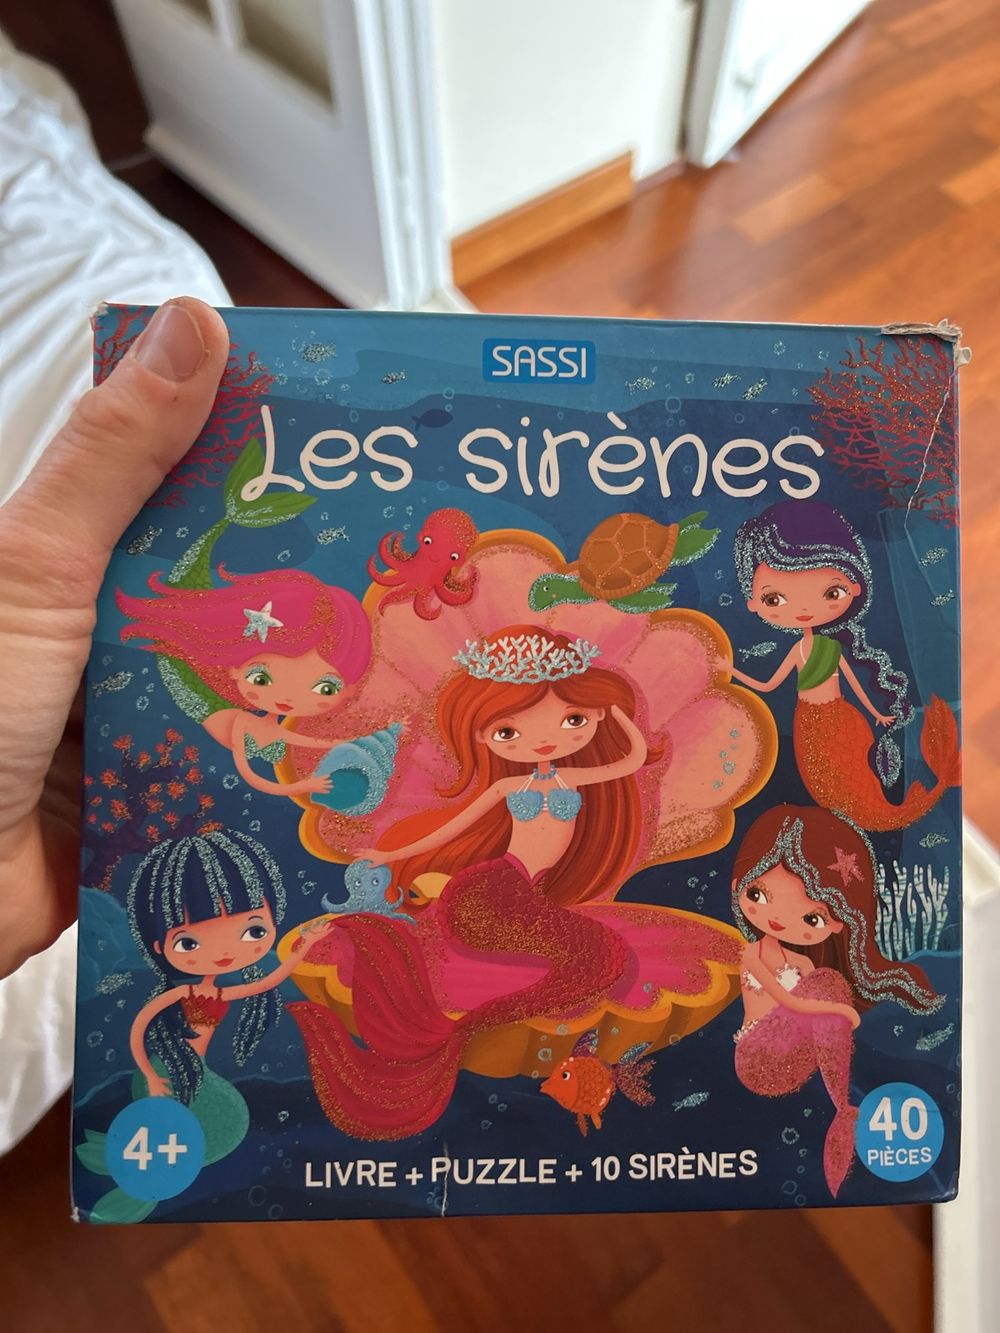 SASSI
Les sirènes
4+
LIVRE + PUZZLE + 10 SIRÈNES
40
PIÈCES